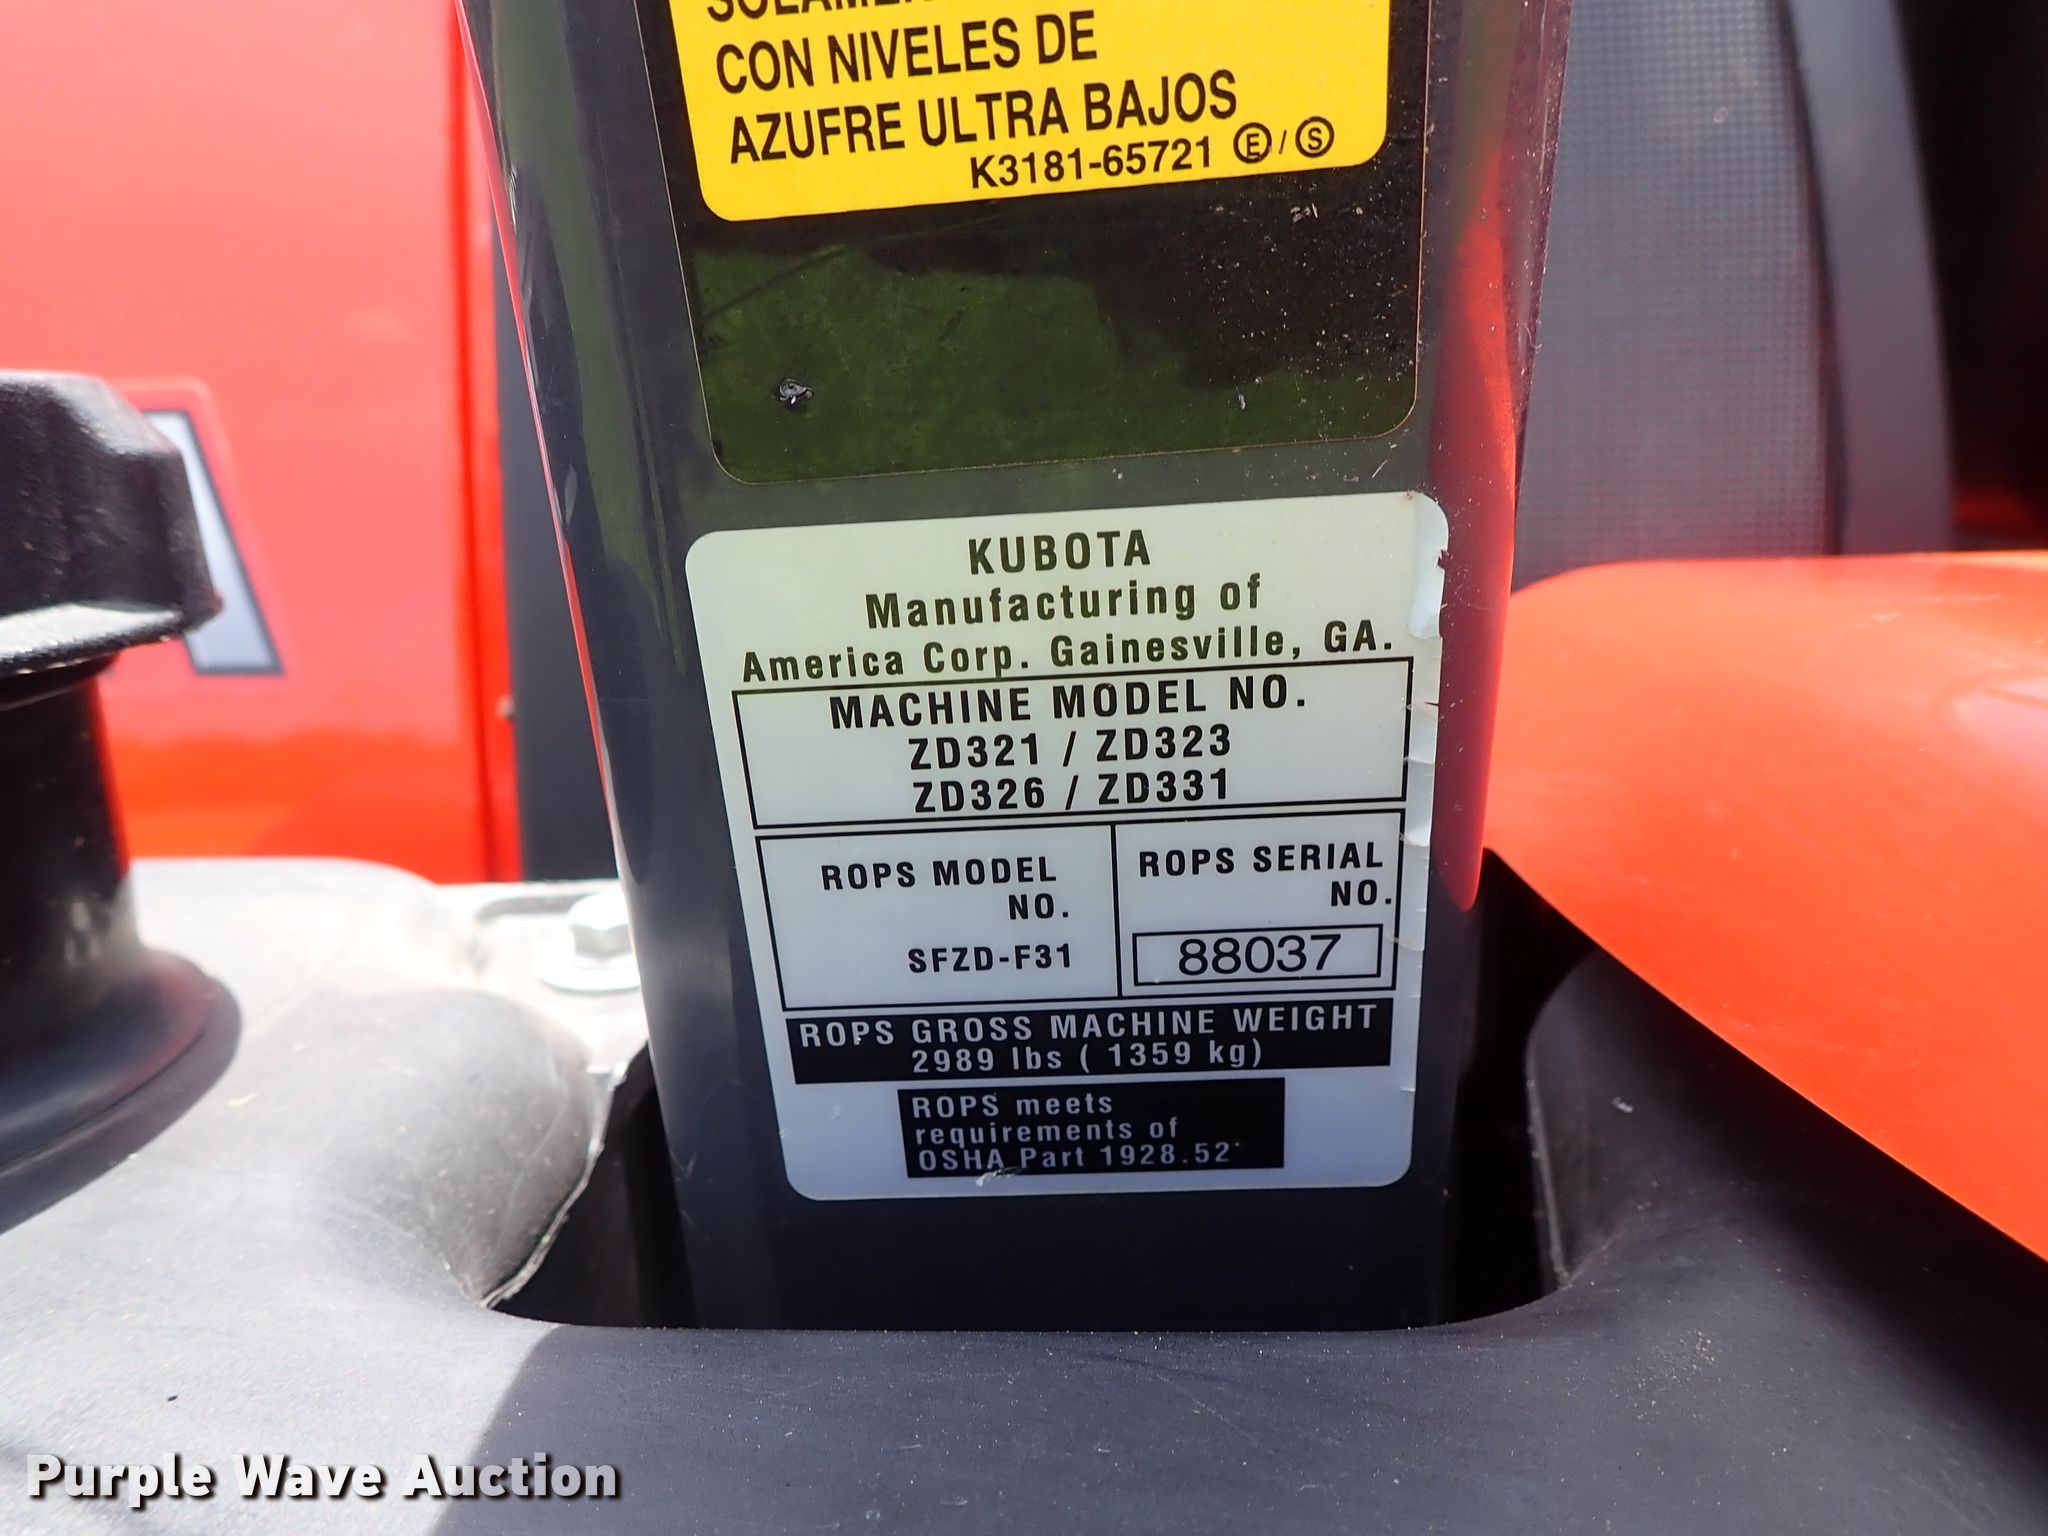 CON NIVELES DE
AZUFRE ULTRA BAJOS
K3181-65721 E / S
KUBOTA
Manufacturing of
America Corp. Gainesville, GA.
MACHINE MODEL NO.
ZD321 / ZD323
ZD326 / ZD331
ROPS MODEL
NO.
SFZD-F31
ROPS SERIAL
NO.
88037
ROPS GROSS MACHINE WEIGHT
2989 lbs ( 1359 kg)
ROPS meets
requirements of
OSHA Part 1928.52
Purple Wave Auction